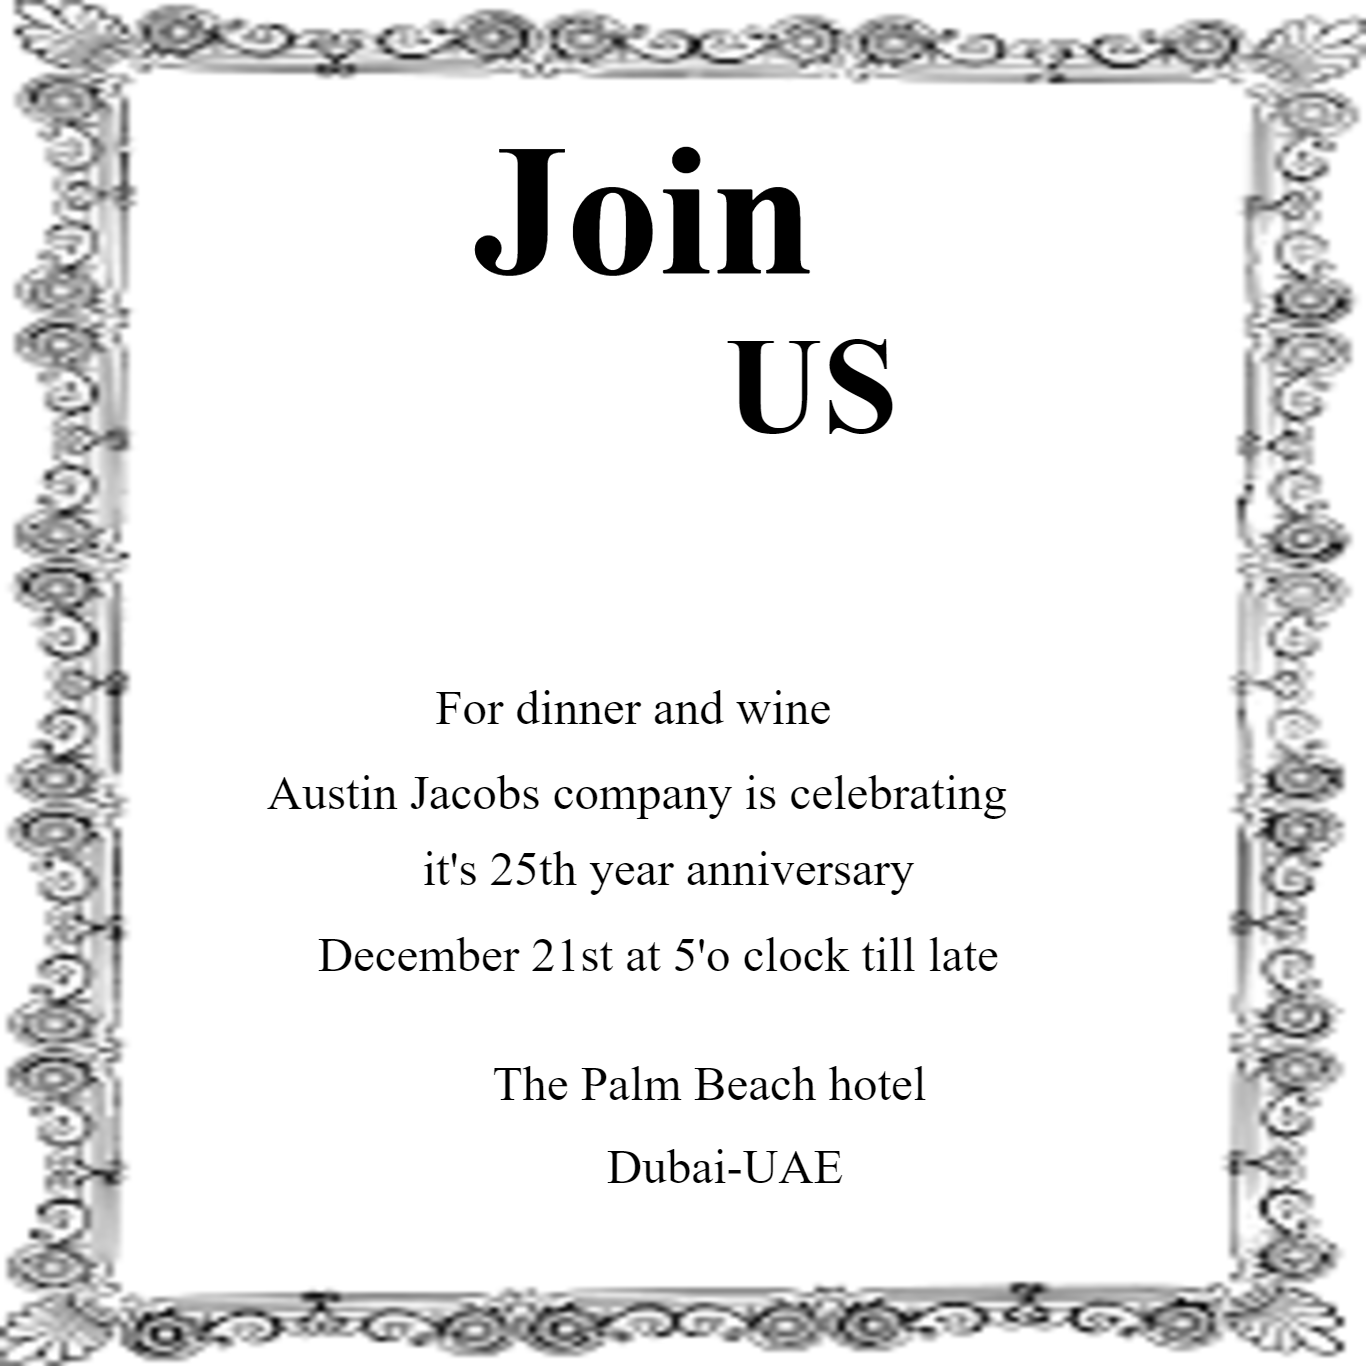 Join
US
For dinner and wine
Austin Jacobs company is celebrating
it's 25th year anniversary
December 21st at 5'o clock till late
The Palm Beach hotel
Dubai-UAE